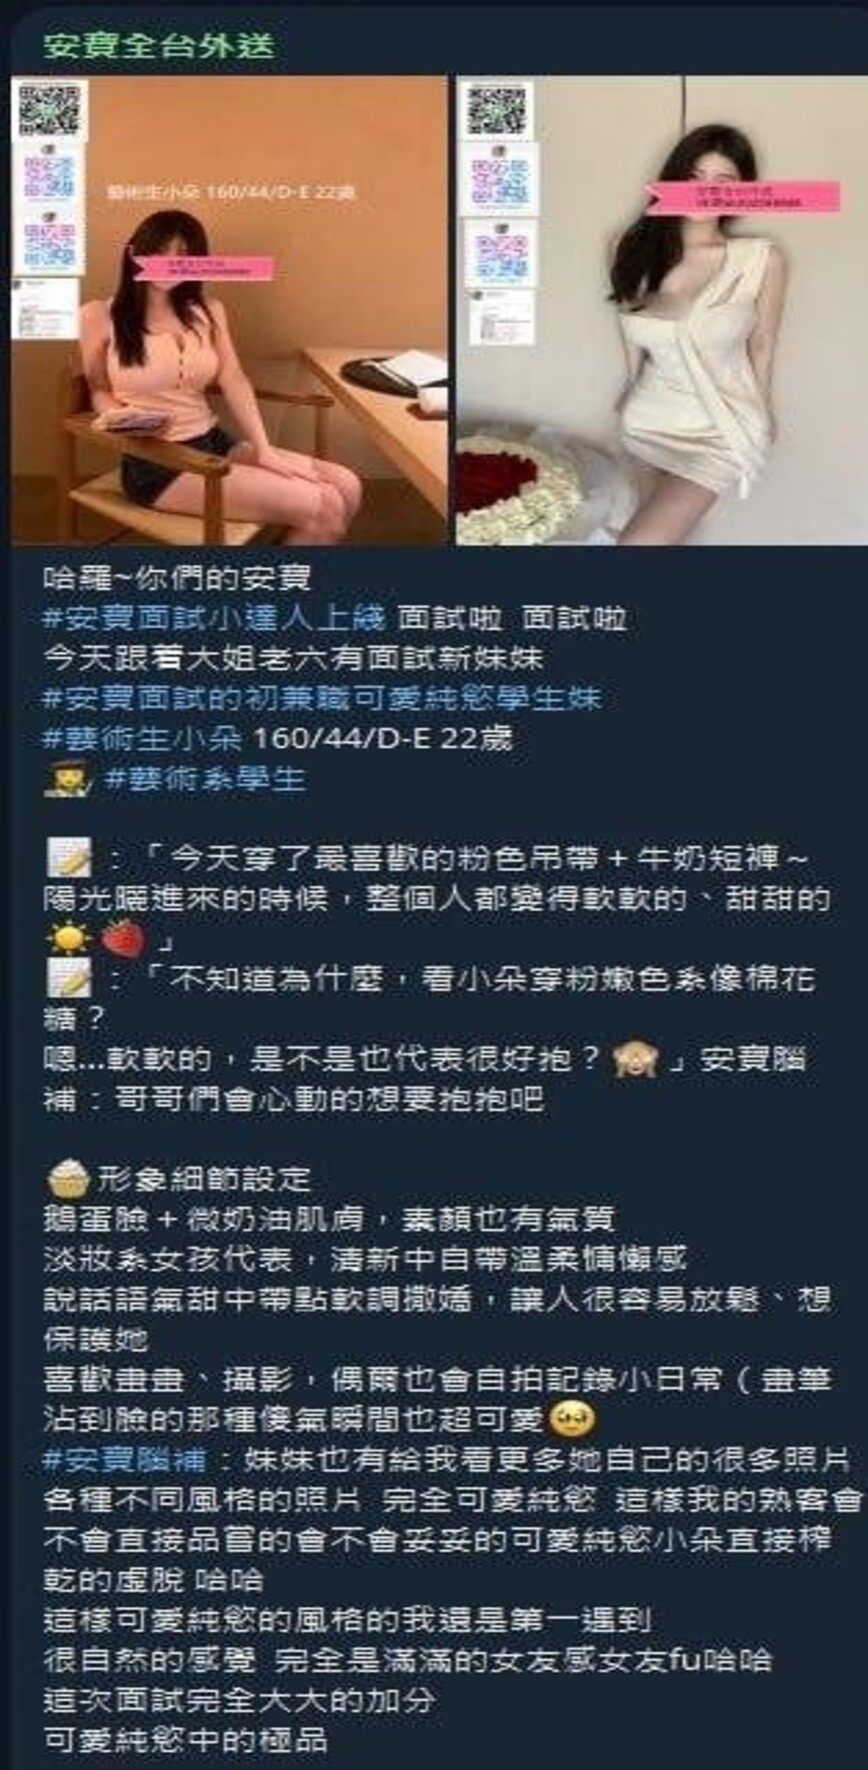 安寶全台外送
藝術生小朵 160/44/D-E 22歲
哈羅~你們的安寶
#安寶面試小達人上綫 面試啦 面試啦
今天跟着大姐老六有面試新妹妹
#安寶面試的初兼職可愛純慾學生妹
#藝術生小朵 160/44/D-E 22歲
👩‍🎨 #藝術系學生
📝：「今天穿了最喜歡的粉色吊帶＋牛奶短褲～
陽光曬進來的時候，整個人都變得軟軟的、甜甜的
☀️🍓」
📝：「不知道為什麼，看小朵穿粉嫩色系像棉花
糖？
嗯...軟軟的，是不是也代表很好抱？🙈」安寶腦
補：哥哥們會心動的想要抱抱吧
🧁形象細節設定
鵝蛋臉＋微奶油肌膚，素顏也有氣質
淡妝系女孩代表，清新中自帶溫柔慵懶感
說話語氣甜中帶點軟調撒嬌，讓人很容易放鬆、想
保護她
喜歡畫畫、攝影，偶爾也會自拍記錄小日常（畫筆
沾到臉的那種傻氣瞬間也超可愛🥹
#安寶腦補：妹妹也有給我看更多她自己的很多照片
各種不同風格的照片 完全可愛純慾 這樣我的熟客會
不會直接品嘗的會不會妥妥的可愛純慾小朵直接榨
乾的虛脫 哈哈
這樣可愛純慾的風格的我還是第一遇到
很自然的感覺 完全是滿滿的女友感女友fu哈哈
這次面試完全大大的加分
可愛純慾中的極品